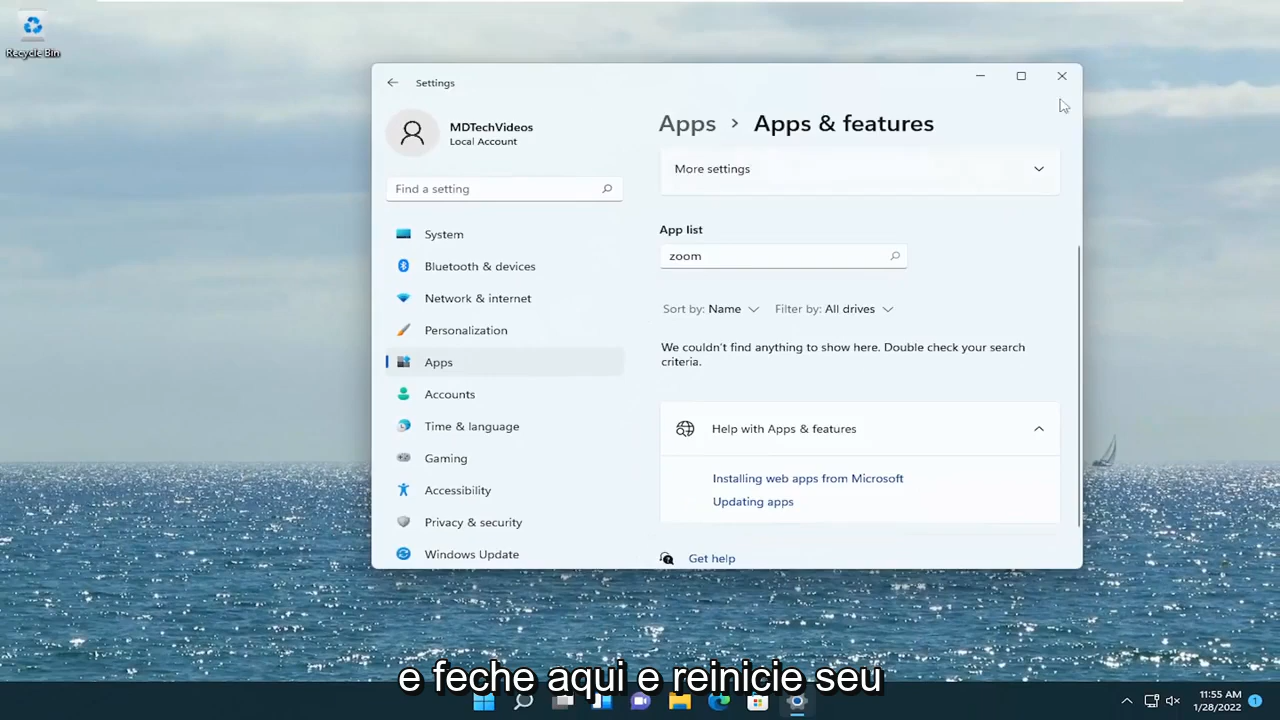 Recycle Bin
Settings
MDTechVideos
Local Account
Find a setting
System
Bluetooth & devices
Network & internet
Personalization
Apps
Accounts
Time & language
Gaming
Accessibility
Privacy & security
Windows Update
Apps > Apps & features
More settings
App list
zoom
Sort by: Name
Filter by: All drives
We couldn't find anything to show here. Double check your search
criteria.
Help with Apps & features
Installing web apps from Microsoft
Updating apps
Get help
e feche aqui e reinicie seu
11:55 AM
1/28/2022
1